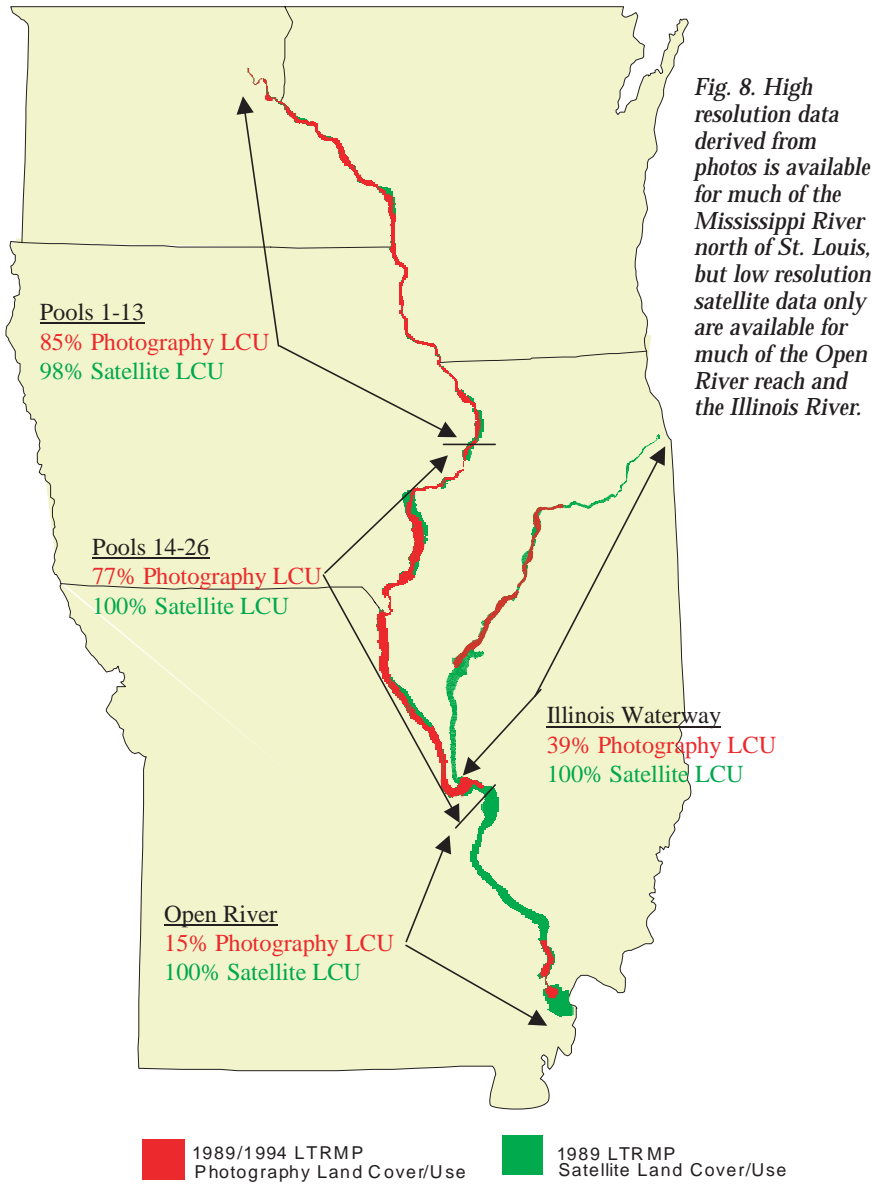 Fig. 8. High
resolution data
derived from
photos is available
for much of the
Mississippi River
north of St. Louis,
but low resolution
satellite data only
are available for
much of the Open
River reach and
the Illinois River.
Pools 1-13
85% Photography LCU
98% Satellite LCU
Pools 14-26
77% Photography LCU
100% Satellite LCU
Illinois Waterway
39% Photography LCU
100% Satellite LCU
Open River
15% Photography LCU
100% Satellite LCU
1989/1994 LTRMP
Photography Land Cover/Use
1989 LTRMP
Satellite Land Cover/Use